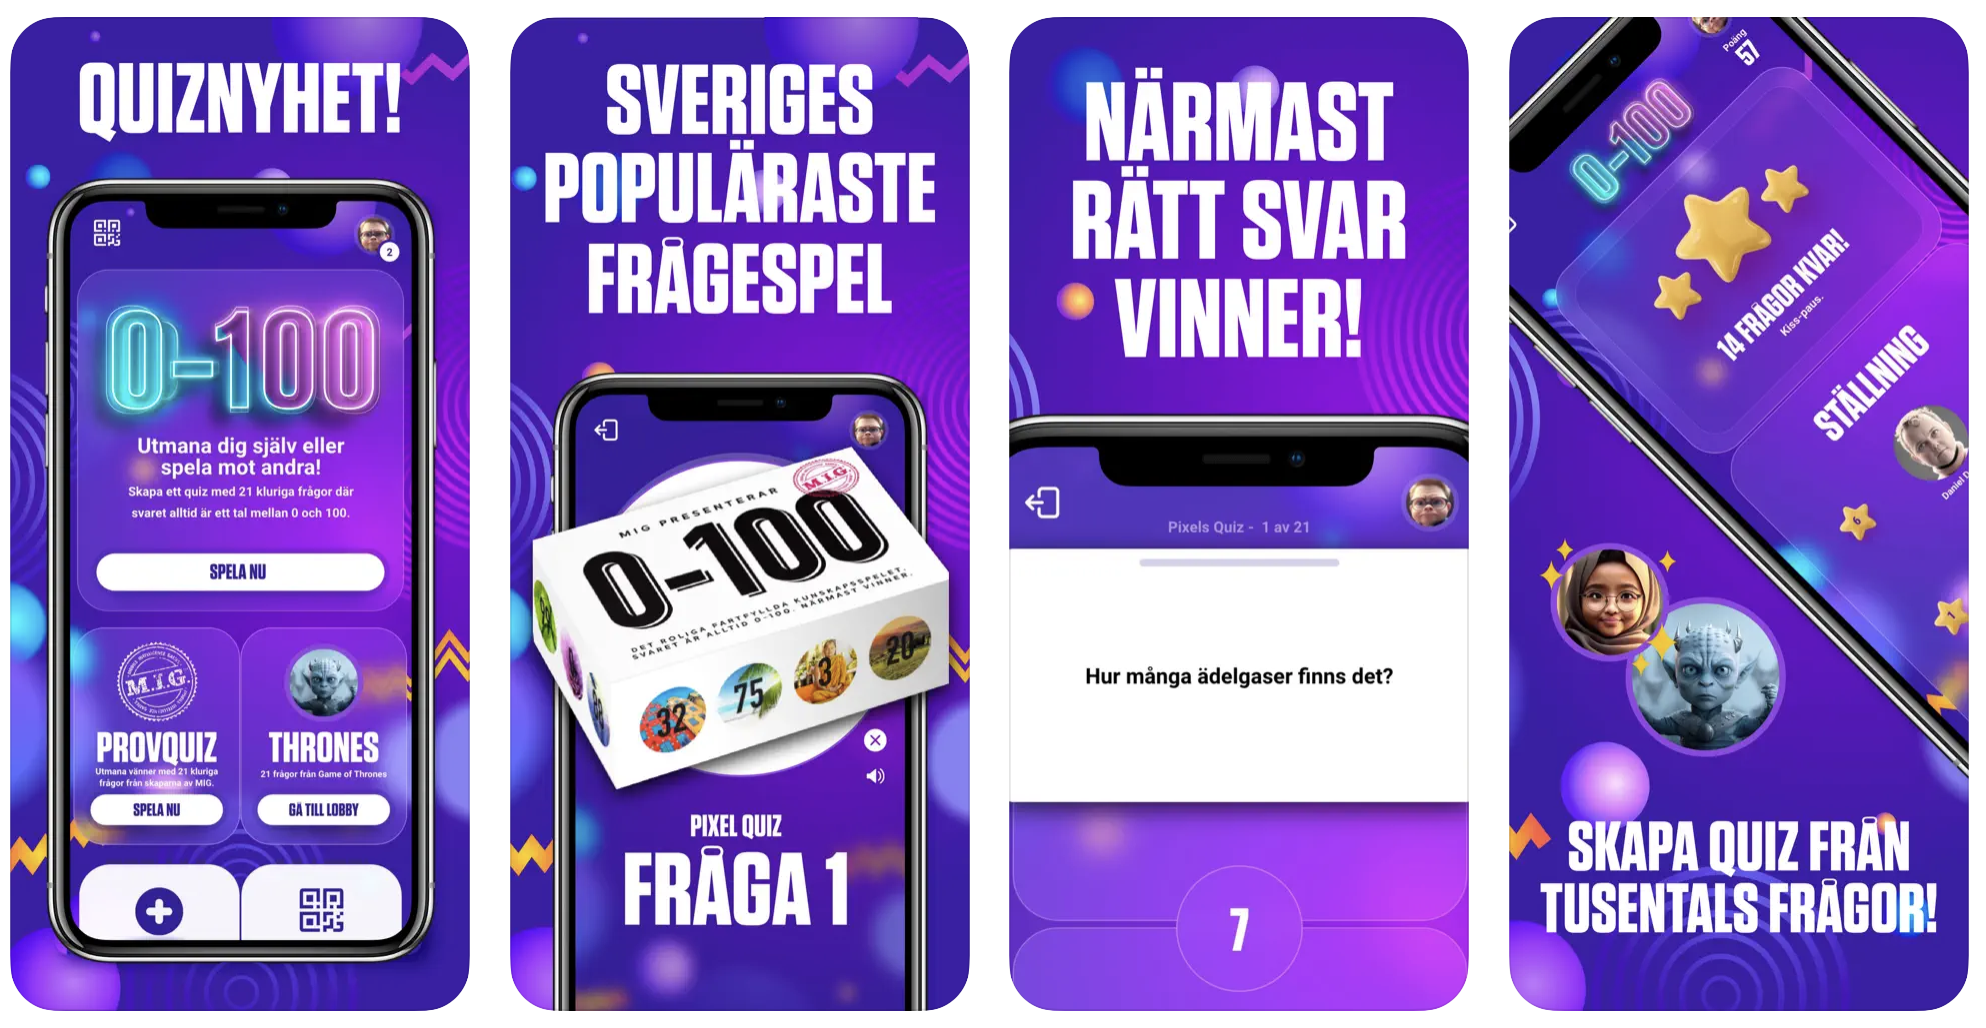 QUIZNYHET!
2
0-100
Utmana dig själv eller
spela mot andra!
Skapa ett quiz med 21 kluriga frågor där
svaret alltid är ett tal mellan 0 och 100.
SPELA NU
M.I.G.
PROVQUIZ
Utmana vänner med 21 kluriga
frågor från skaparna av MIG.
SPELA NU
THRONES
21 frågor från Game of Thrones
GÅ TILL LOBBY
SVERIGES
POPULÄRASTE
FRÅGESPEL
MIG PRESENTERAR
M.I.G.
0-100
DET ROLIGA FARTFYLLDA KUNSKAPSSPELET.
SVARET ÄR ALLTID 0-100. NÄRMAST VINNER.
32
75
3
20
PIXEL QUIZ
FRÅGA 1
NÄRMAST
RÄTT SVAR
VINNER!
Pixels Quiz - 1 av 21
Hur många ädelgaser finns det?
7
Poäng
57
0-100
14 FRÅGOR KVAR!
Kiss-paus.
STÄLLNING
Daniel D
6
1
SKAPA QUIZ FRÅN
TUSENTALS FRÅGOR!